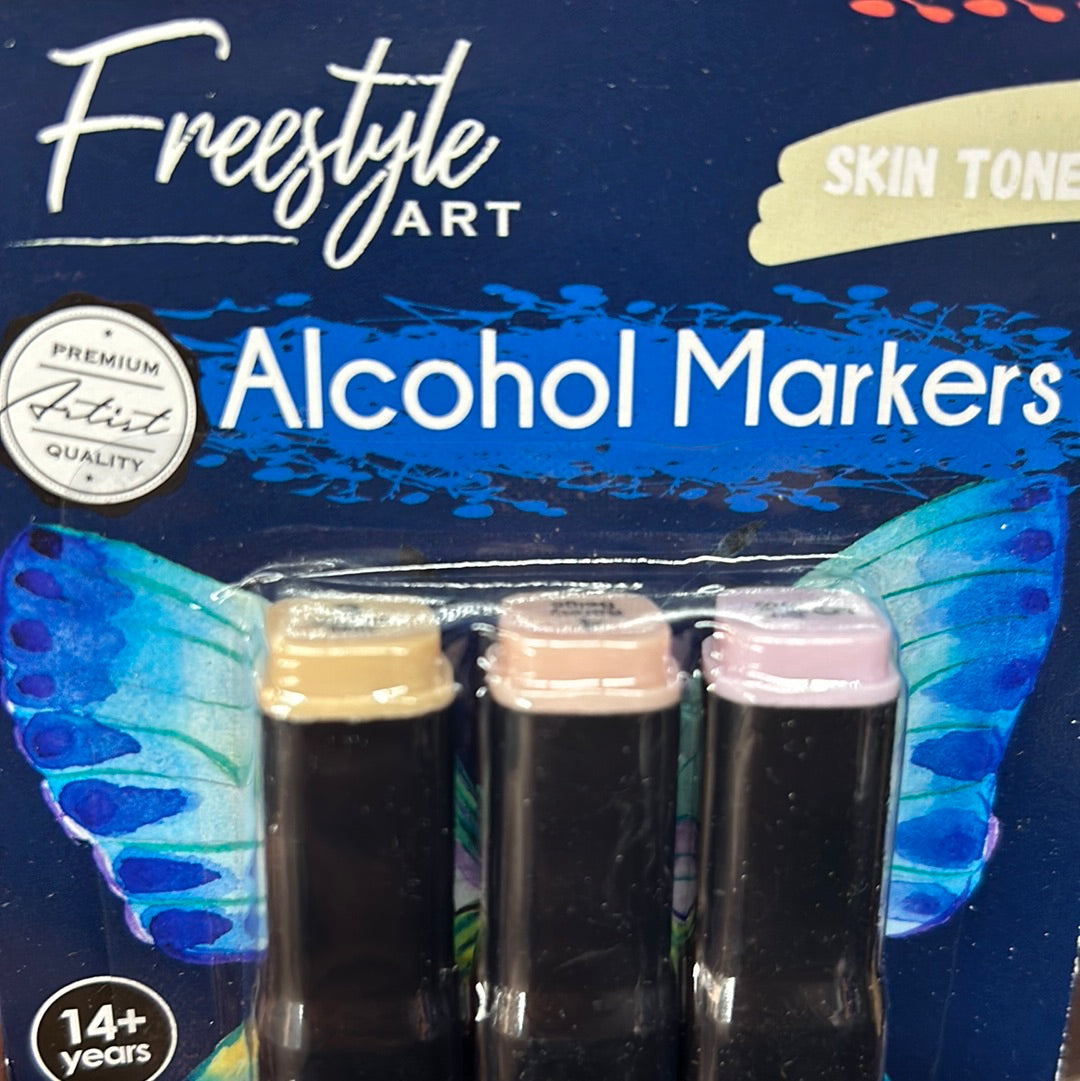 Freestyle
ART
SKIN TONE
PREMIUM
Artist
QUALITY
Alcohol Markers
14+
years